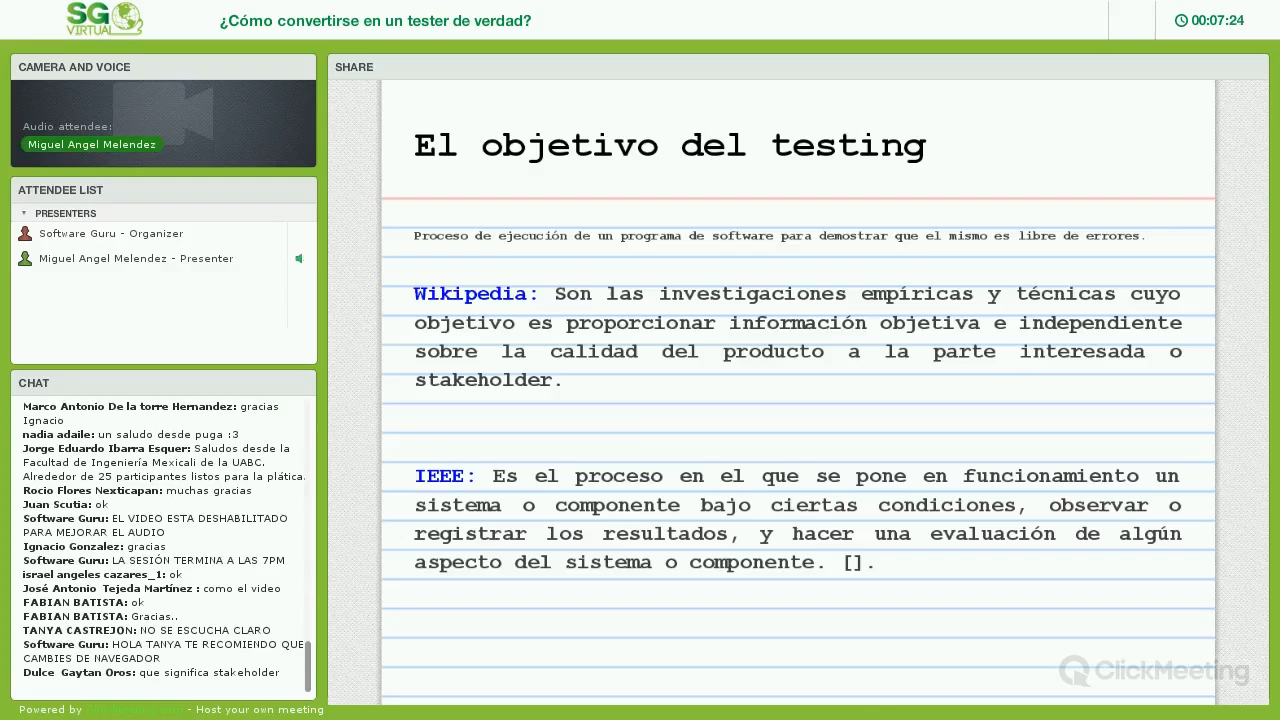 SG
VIRTUAL
¿Cómo convertirse en un tester de verdad?
00:07:24
CAMERA AND VOICE
Audio attendee:
Miguel Angel Melendez
ATTENDEE LIST
PRESENTERS
Software Guru - Organizer
Miguel Angel Melendez - Presenter
CHAT
Marco Antonio De la torre Hernandez: gracias
Ignacio
nadia adaile: un saludo desde puga :3
Jorge Eduardo Ibarra Esquer: Saludos desde la
Facultad de Ingeniería Mexicali de la UABC.
Alrededor de 25 participantes listos para la plática.
Rocio Flores Nexticapan: muchas gracias
Juan Scutia: ok
Software Guru: EL VIDEO ESTA DESHABILITADO
PARA MEJORAR EL AUDIO
Ignacio Gonzalez: gracias
Software Guru: LA SESIÓN TERMINA A LAS 7PM
israel angeles cazares_1: ok
José Antonio Tejeda Martínez : como el video
FABIAN BATISTA: ok
FABIAN BATISTA: Gracias..
TANYA CASTREJON: NO SE ESCUCHA CLARO
Software Guru: HOLA TANYA TE RECOMIENDO QUE
CAMBIES DE NAVEGADOR
Dulce Gaytan Oros: que significa stakeholder
Powered by - Host your own meeting
SHARE
El objetivo del testing
Proceso de ejecución de un programa de software para demostrar que el mismo es libre de errores.
Wikipedia: Son las investigaciones empíricas y técnicas cuyo
objetivo es proporcionar información objetiva e independiente
sobre la calidad del producto a la parte interesada o
stakeholder.
IEEE: Es el proceso en el que se pone en funcionamiento un
sistema o componente bajo ciertas condiciones, observar o
registrar los resultados, y hacer una evaluación de algún
aspecto del sistema o componente. [].
ClickMeeting